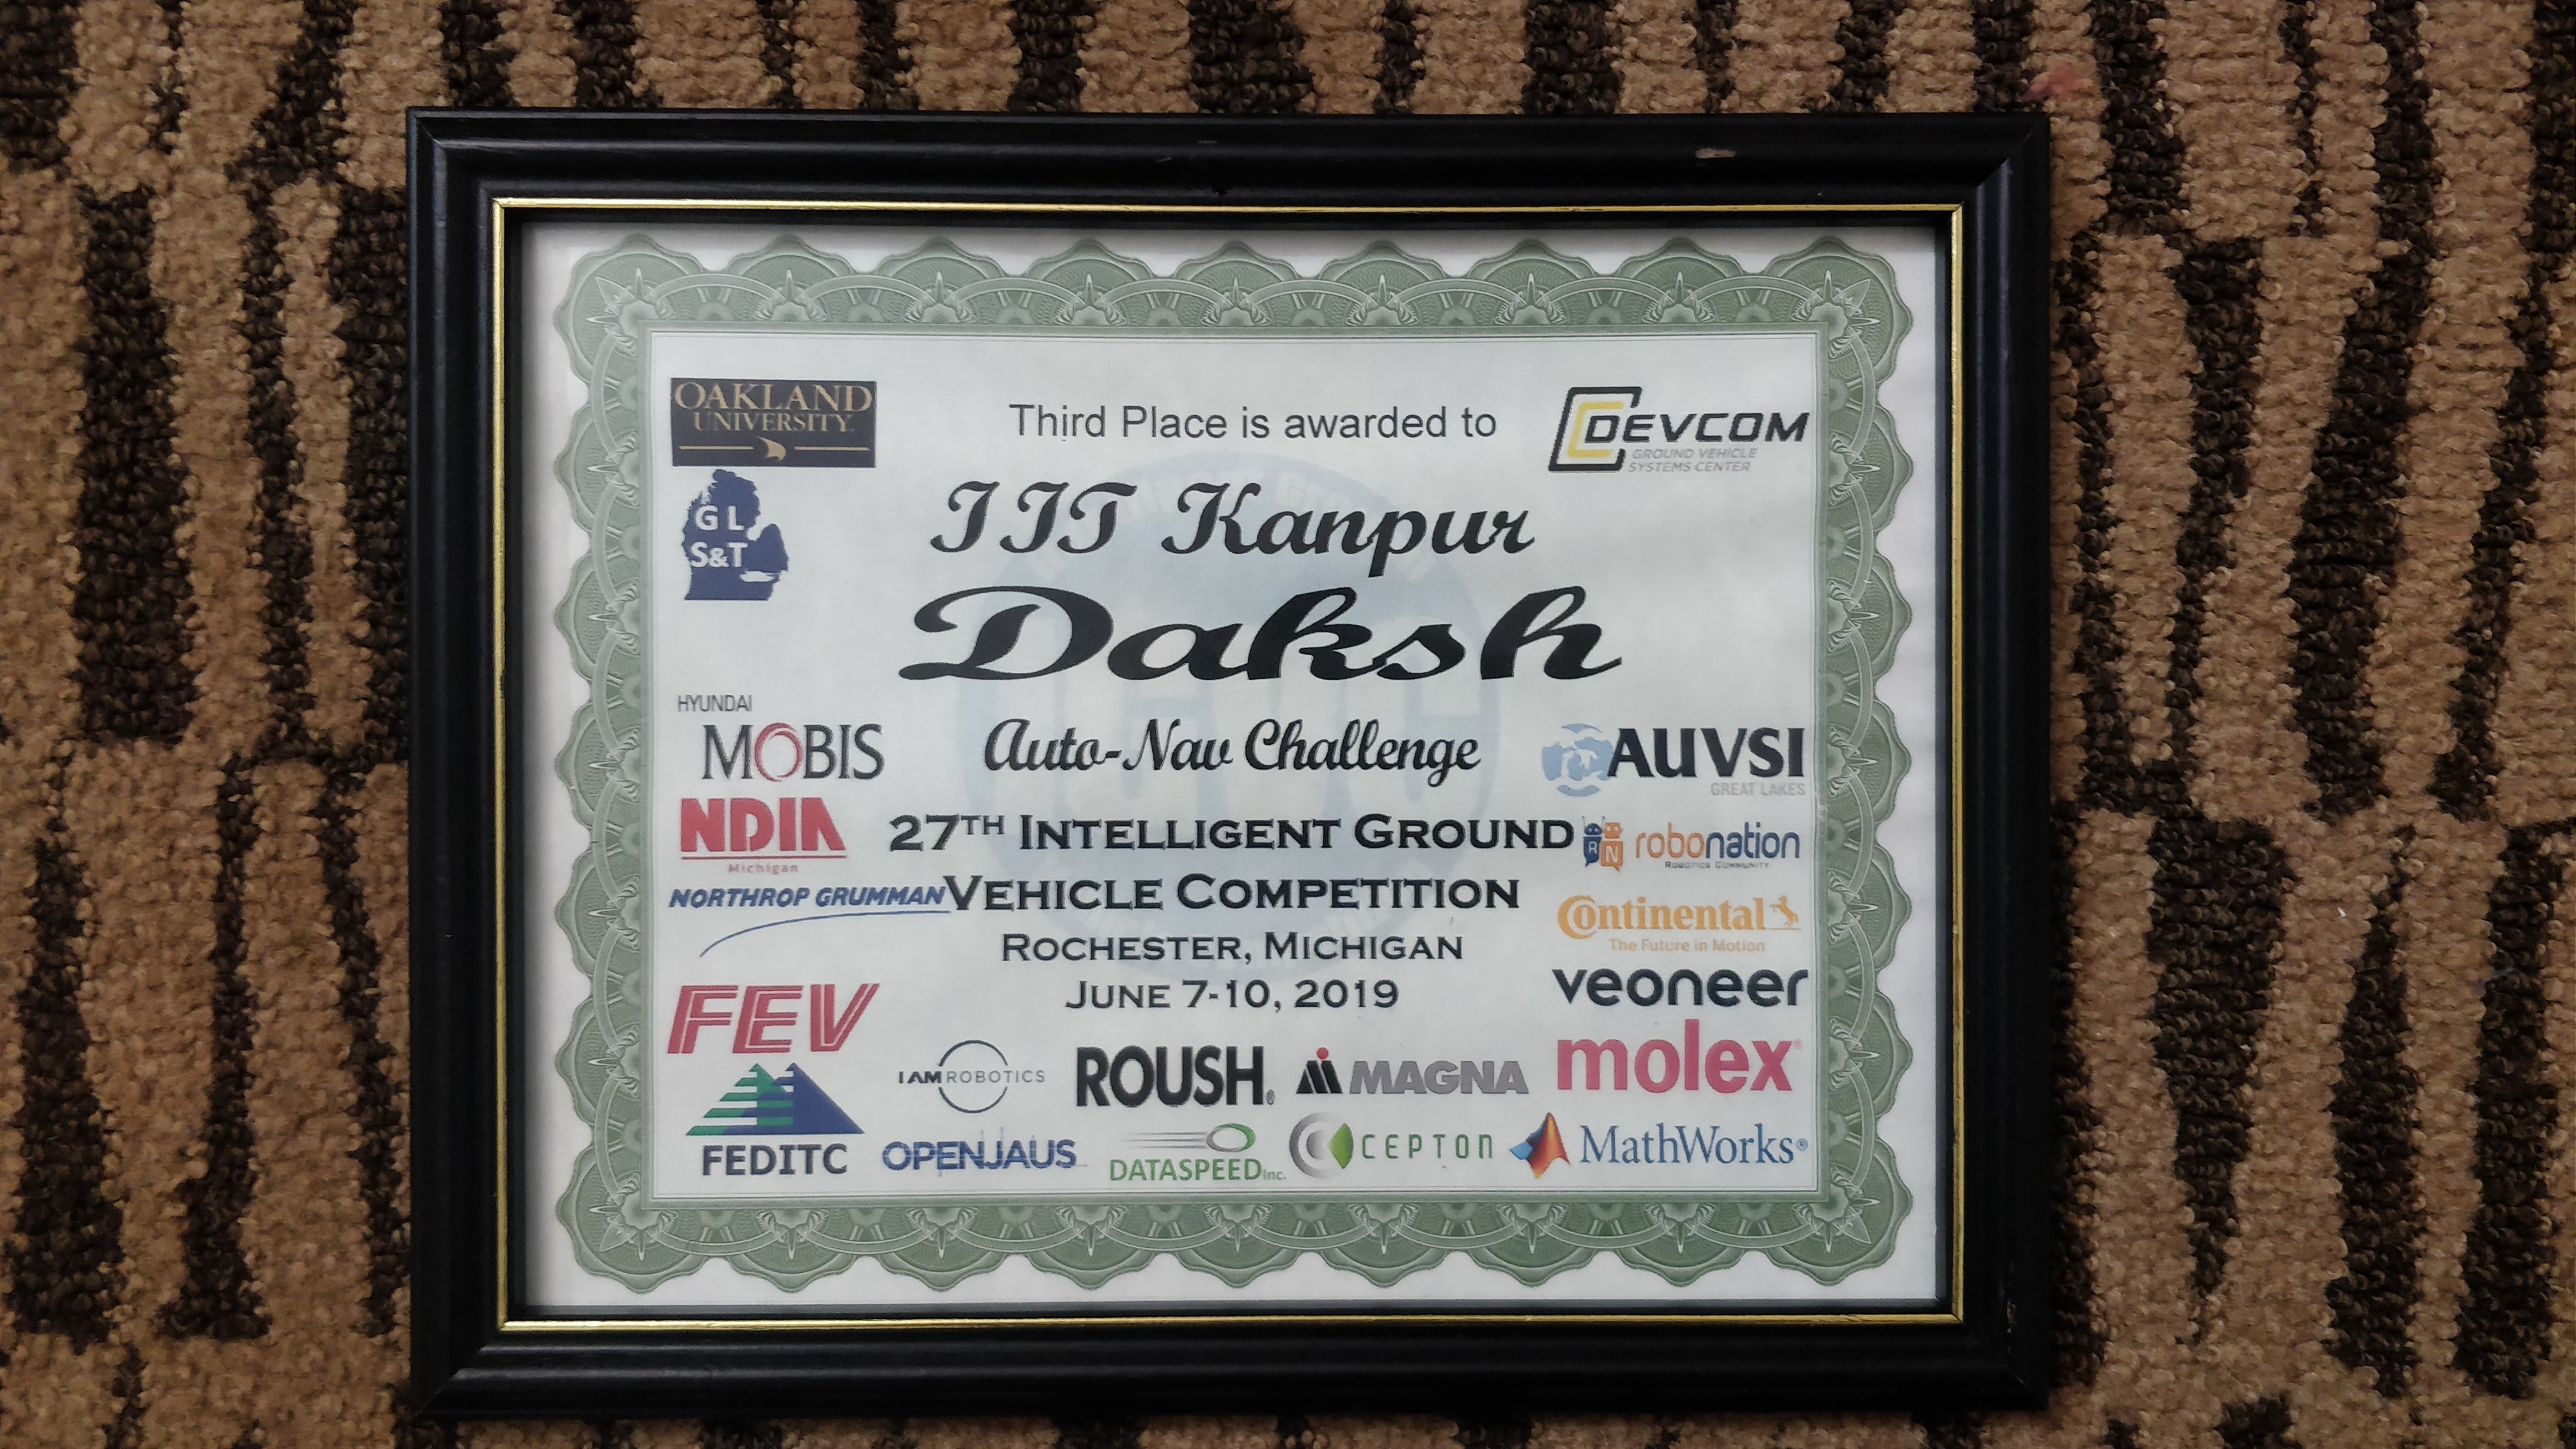 OAKLAND
UNIVERSITY
Third Place is awarded to
DEVCOM
GROUND VEHICLE
SYSTEMS CENTER
G L
S&T
IIT Kanpur
Daksh
HYUNDAI
MOBIS
Auto-Nav Challenge
AUVSI
GREAT LAKES
NDIA
Michigan
27TH INTELLIGENT GROUND
RN
robonation
ROBOTICS COMMUNITY
NORTHROP GRUMMAN
VEHICLE COMPETITION
Continental
The Future in Motion
ROCHESTER, MICHIGAN
JUNE 7-10, 2019
veoneer
FEV
I AM ROBOTICS
ROUSH®
MAGNA
molex®
FEDITC
OPENJAUS
DATASPEED Inc.
CEPTON
MathWorks®